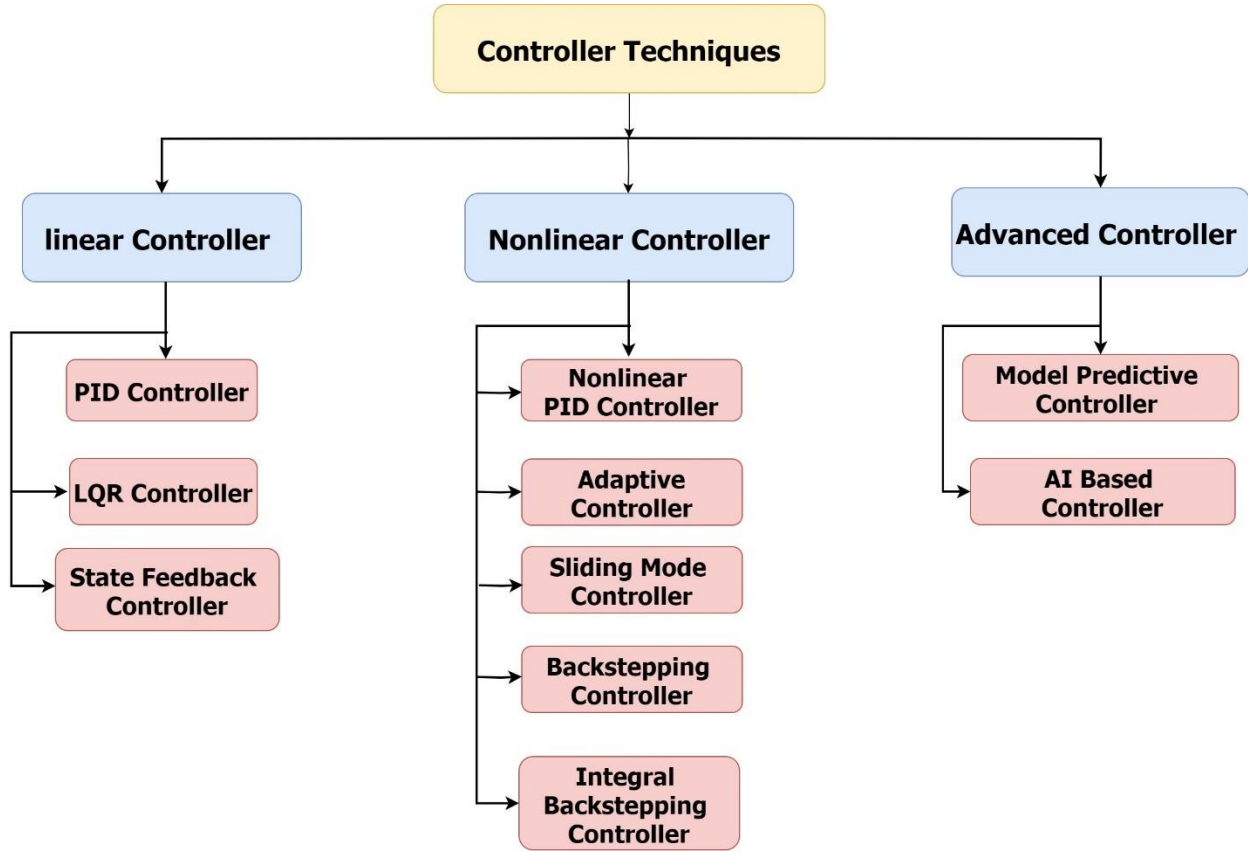 Controller Techniques
linear Controller
Nonlinear Controller
Advanced Controller
PID Controller
LQR Controller
State Feedback
Controller
Nonlinear
PID Controller
Adaptive
Controller
Sliding Mode
Controller
Backstepping
Controller
Integral
Backstepping
Controller
Model Predictive
Controller
AI Based
Controller